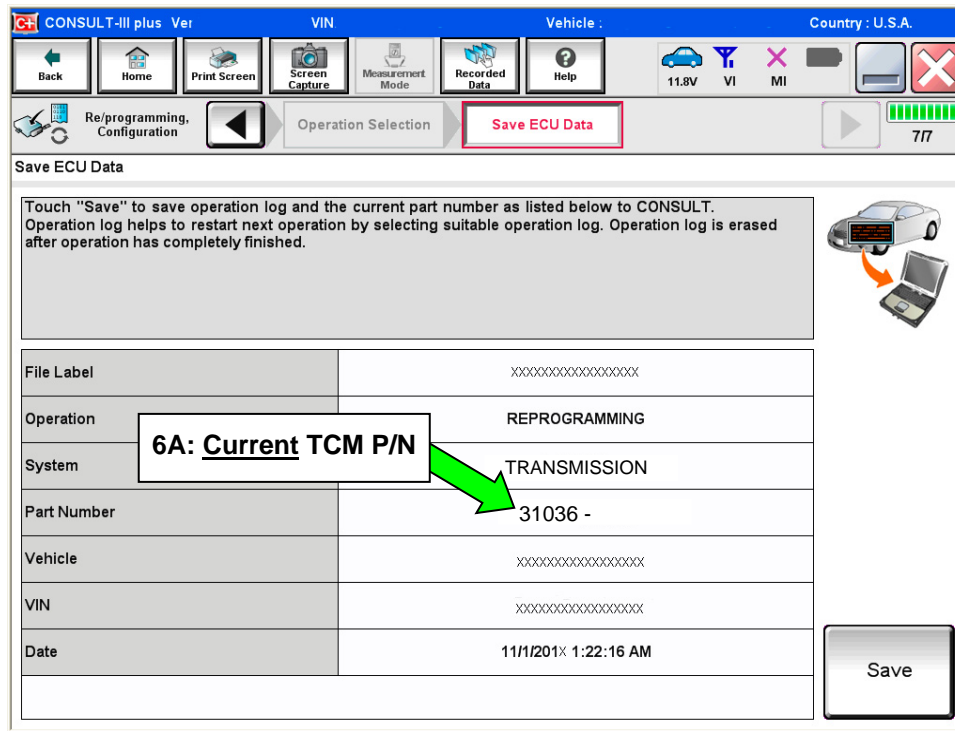 C+ CONSULT-III plus Ver VIN Vehicle : Country : U.S.A.
Back Home Print Screen Screen Capture Measurement Mode Recorded Data ? Help 11.8V VI MI
Re/programming, Configuration Operation Selection Save ECU Data 7/7
Save ECU Data
Touch "Save" to save operation log and the current part number as listed below to CONSULT.
Operation log helps to restart next operation by selecting suitable operation log. Operation log is erased
after operation has completely finished.
File Label XXXXXXXXXXXXXXXXX
Operation REPROGRAMMING
6A: Current TCM P/N
System TRANSMISSION
Part Number 31036 -
Vehicle XXXXXXXXXXXXXXXXX
VIN XXXXXXXXXXXXXXXXX
Date 11/1/201X 1:22:16 AM
Save